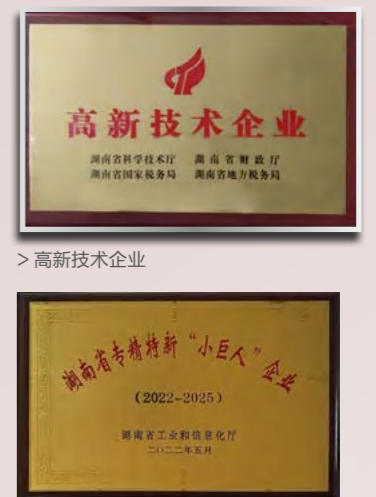 高新技术企业
湖南省科学技术厅 湖南省财政厅
湖南省国家税务局 湖南省地方税务局
> 高新技术企业
湖南省专精特新“小巨人”企业
(2022-2025)
湖南省工业和信息化厅
二〇二二年五月